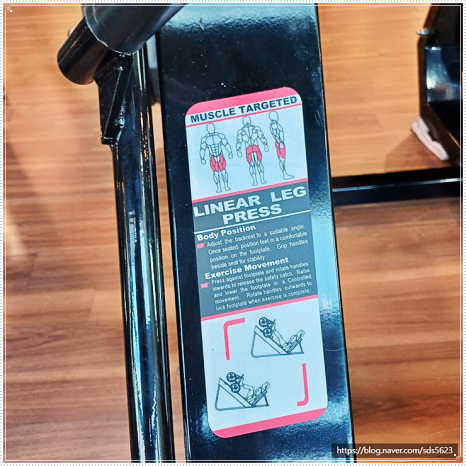 MUSCLE TARGETED
LINEAR LEG
PRESS
Body Position
Adjust the backrest to a suitable angle.
Once seated position feet in a comfortable
position on the footplate. Grip handles
beside seat for stability
Exercise Movement
Press against footplate and rotate handles
inwards to release the safety catch. Raise
and lower the footplate in a Controlled
movement. Rotate handles outwards to
lock footplate when exercise is complete
https://blog.naver.com/sds5623